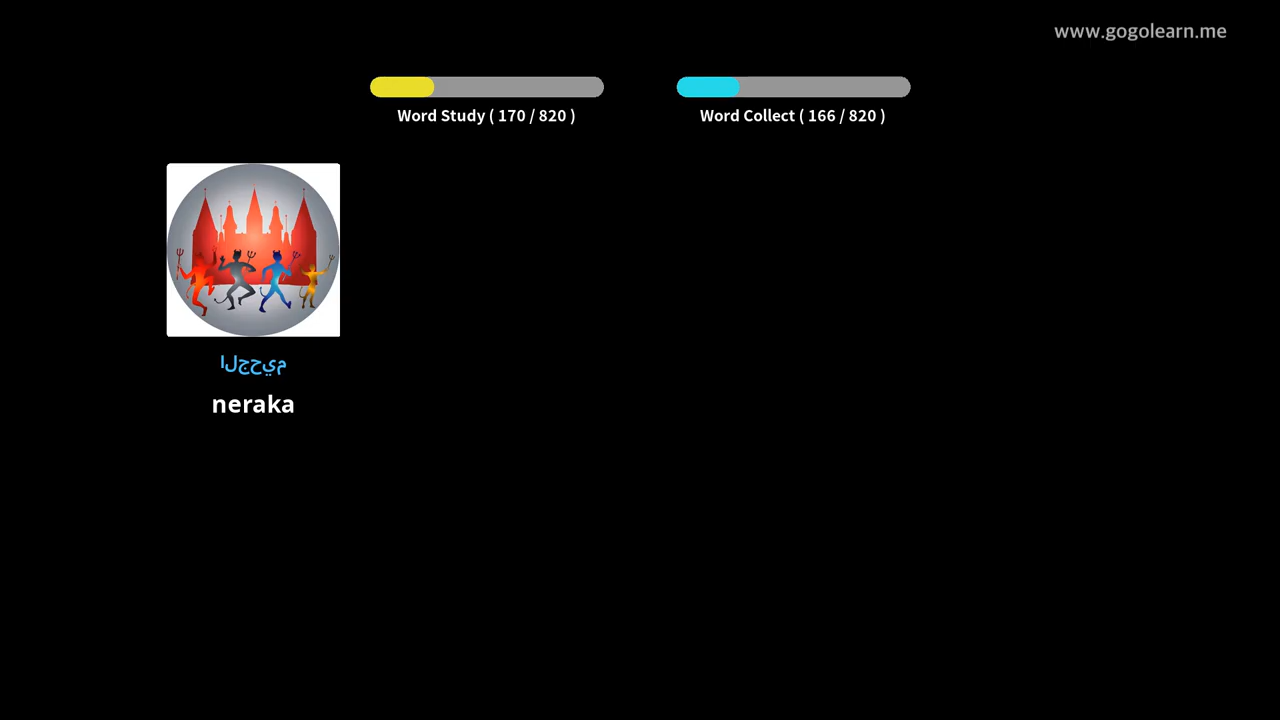 www.gogolearn.me
Word Study ( 170 / 820 )
Word Collect ( 166 / 820 )
الجحيم
neraka